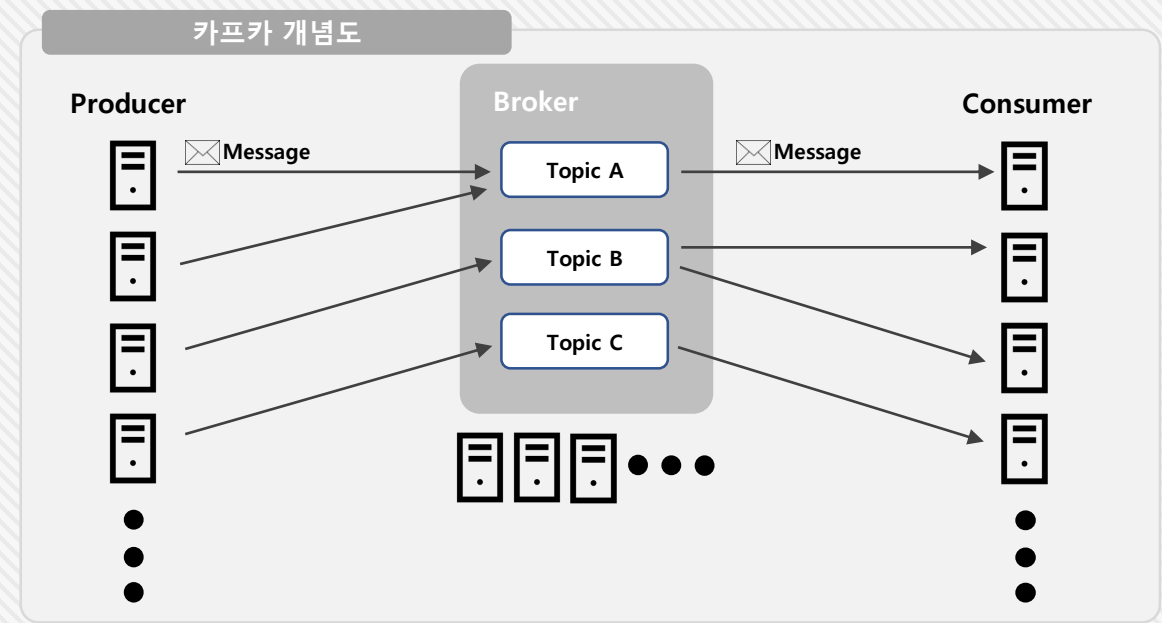 카프카 개념도
Producer
Broker
Consumer
Message
Message
Topic A
Topic B
Topic C